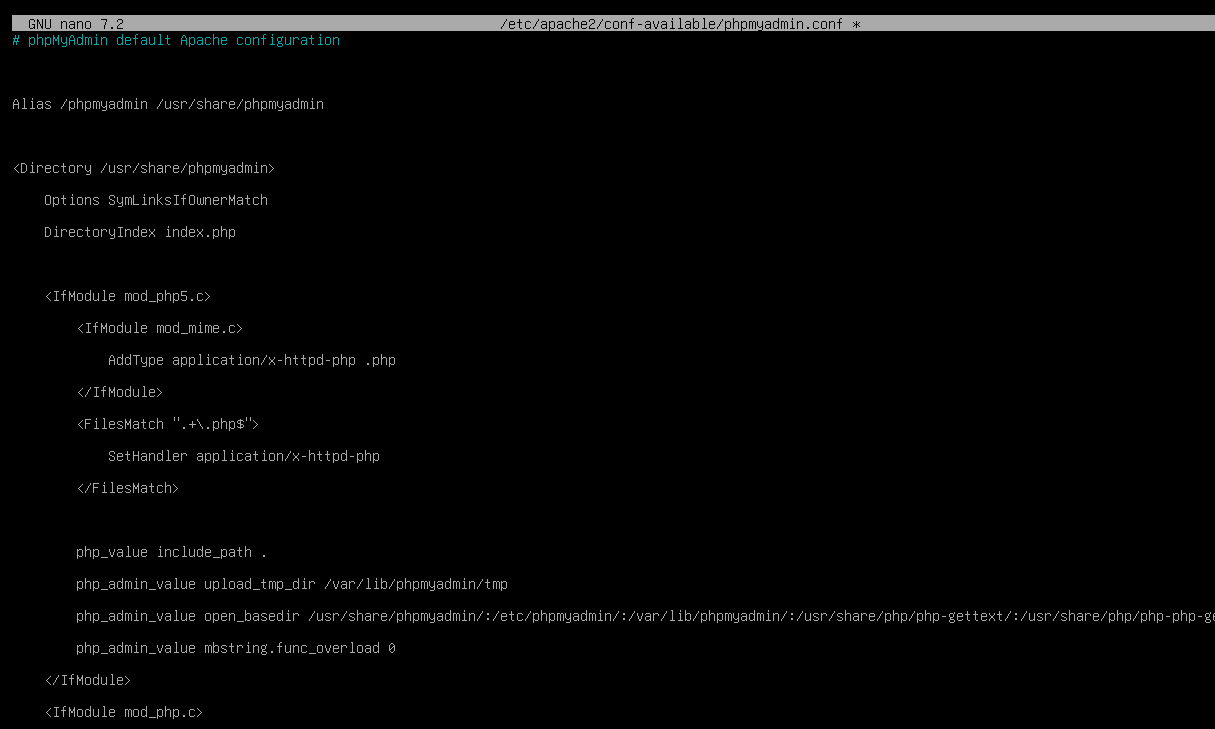 GNU nano 7.2 /etc/apache2/conf-available/phpmyadmin.conf *
# phpMyAdmin default Apache configuration
Alias /phpmyadmin /usr/share/phpmyadmin
<Directory /usr/share/phpmyadmin>
    Options SymLinksIfOwnerMatch
    DirectoryIndex index.php
    <IfModule mod_php5.c>
        <IfModule mod_mime.c>
            AddType application/x-httpd-php .php
        </IfModule>
        <FilesMatch ".+\.php$">
            SetHandler application/x-httpd-php
        </FilesMatch>
        php_value include_path .
        php_admin_value upload_tmp_dir /var/lib/phpmyadmin/tmp
        php_admin_value open_basedir /usr/share/phpmyadmin/:/etc/phpmyadmin/:/var/lib/phpmyadmin/:/usr/share/php/php-gettext/:/usr/share/php/php-php-g
        php_admin_value mbstring.func_overload 0
    </IfModule>
    <IfModule mod_php.c>